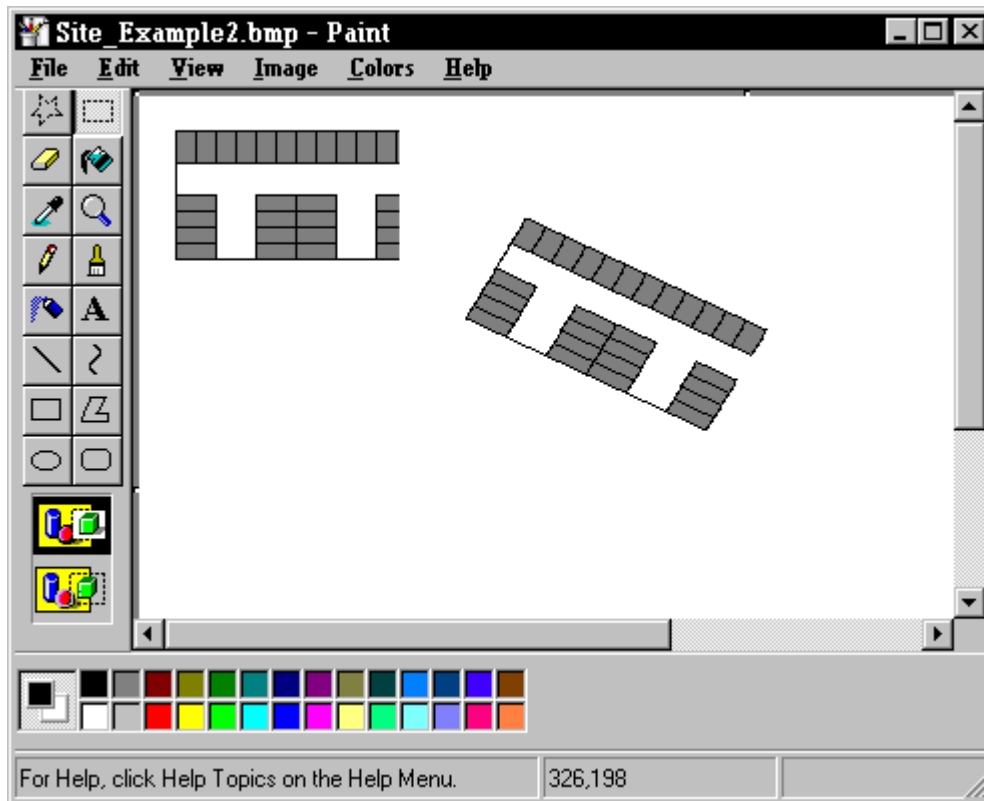 Site_Example2.bmp - Paint
File Edit View Image Colors Help
A
For Help, click Help Topics on the Help Menu. 326,198